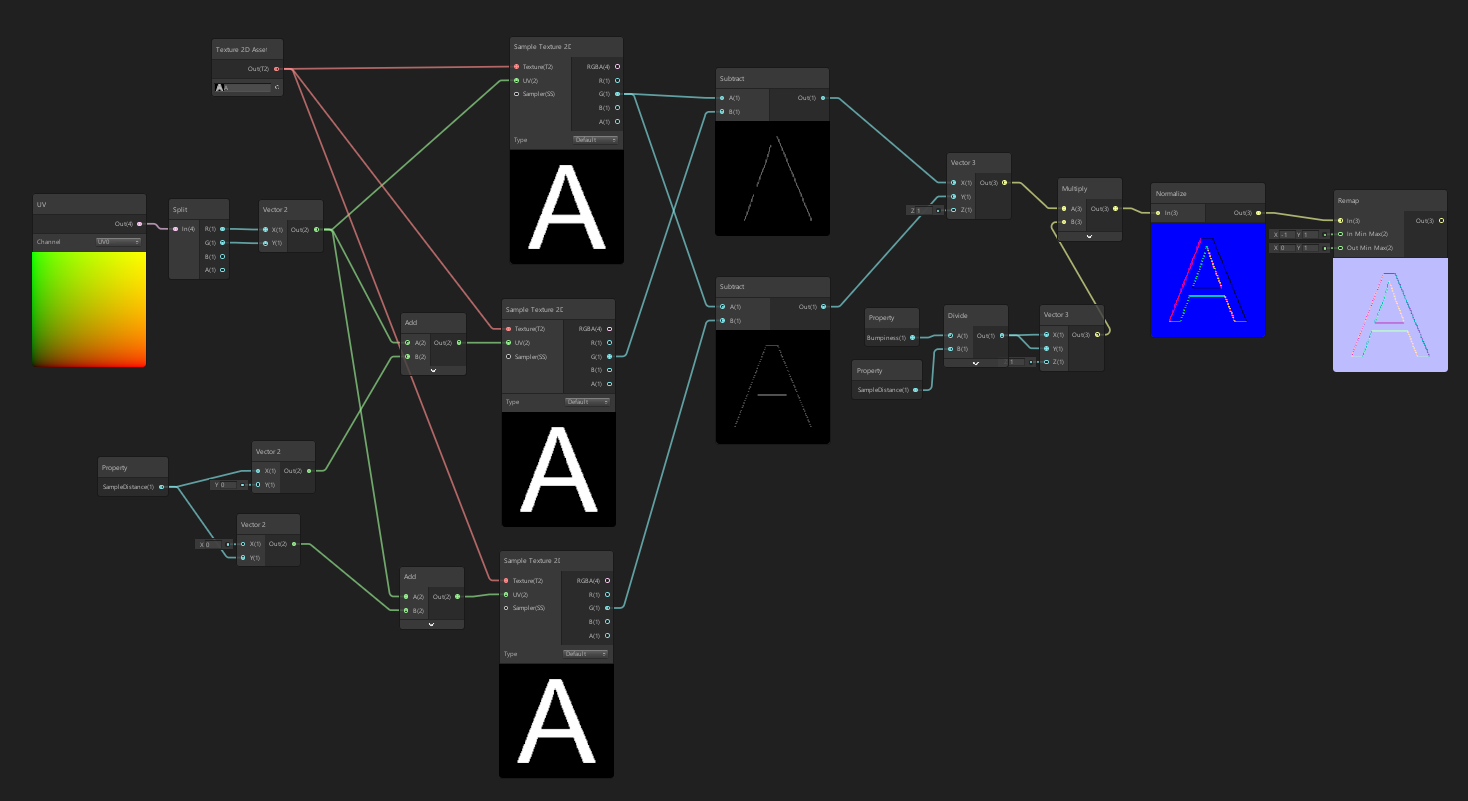 Texture 2D Asset
Out(T2)
A
Sample Texture 2D
Texture(T2)
UV(2)
Sampler(SS)
RGBA(4)
R(1)
G(1)
B(1)
A(1)
Type
Default
A
Subtract
A(1)
B(1)
Out(1)
UV
Out(4)
Channel
UV0
Split
In(4)
R(1)
G(1)
B(1)
A(1)
Vector 2
X(1)
Y(1)
Out(2)
Vector 3
X(1)
Y(1)
Z(1)
Out(3)
Z 1
Multiply
A(3)
B(3)
Out(3)
Normalize
In(3)
Out(3)
A
Remap
In(3)
In Min Max(2)
Out Min Max(2)
Out(3)
X -1 Y 1
X 0 Y 1
A
Add
A(2)
B(2)
Out(2)
Sample Texture 2D
Texture(T2)
UV(2)
Sampler(SS)
RGBA(4)
R(1)
G(1)
B(1)
A(1)
Type
Default
A
Subtract
A(1)
B(1)
Out(1)
A
Property
Bumpiness(1)
Property
SampleDistance(1)
Divide
A(1)
B(1)
Out(1)
Vector 3
X(1)
Y(1)
Z(1)
Out(3)
1
Property
SampleDistance(1)
Vector 2
X(1)
Y(1)
Out(2)
Y 0
Vector 2
X(1)
Y(1)
Out(2)
X 0
Add
A(2)
B(2)
Out(2)
Sample Texture 2D
Texture(T2)
UV(2)
Sampler(SS)
RGBA(4)
R(1)
G(1)
B(1)
A(1)
Type
Default
A